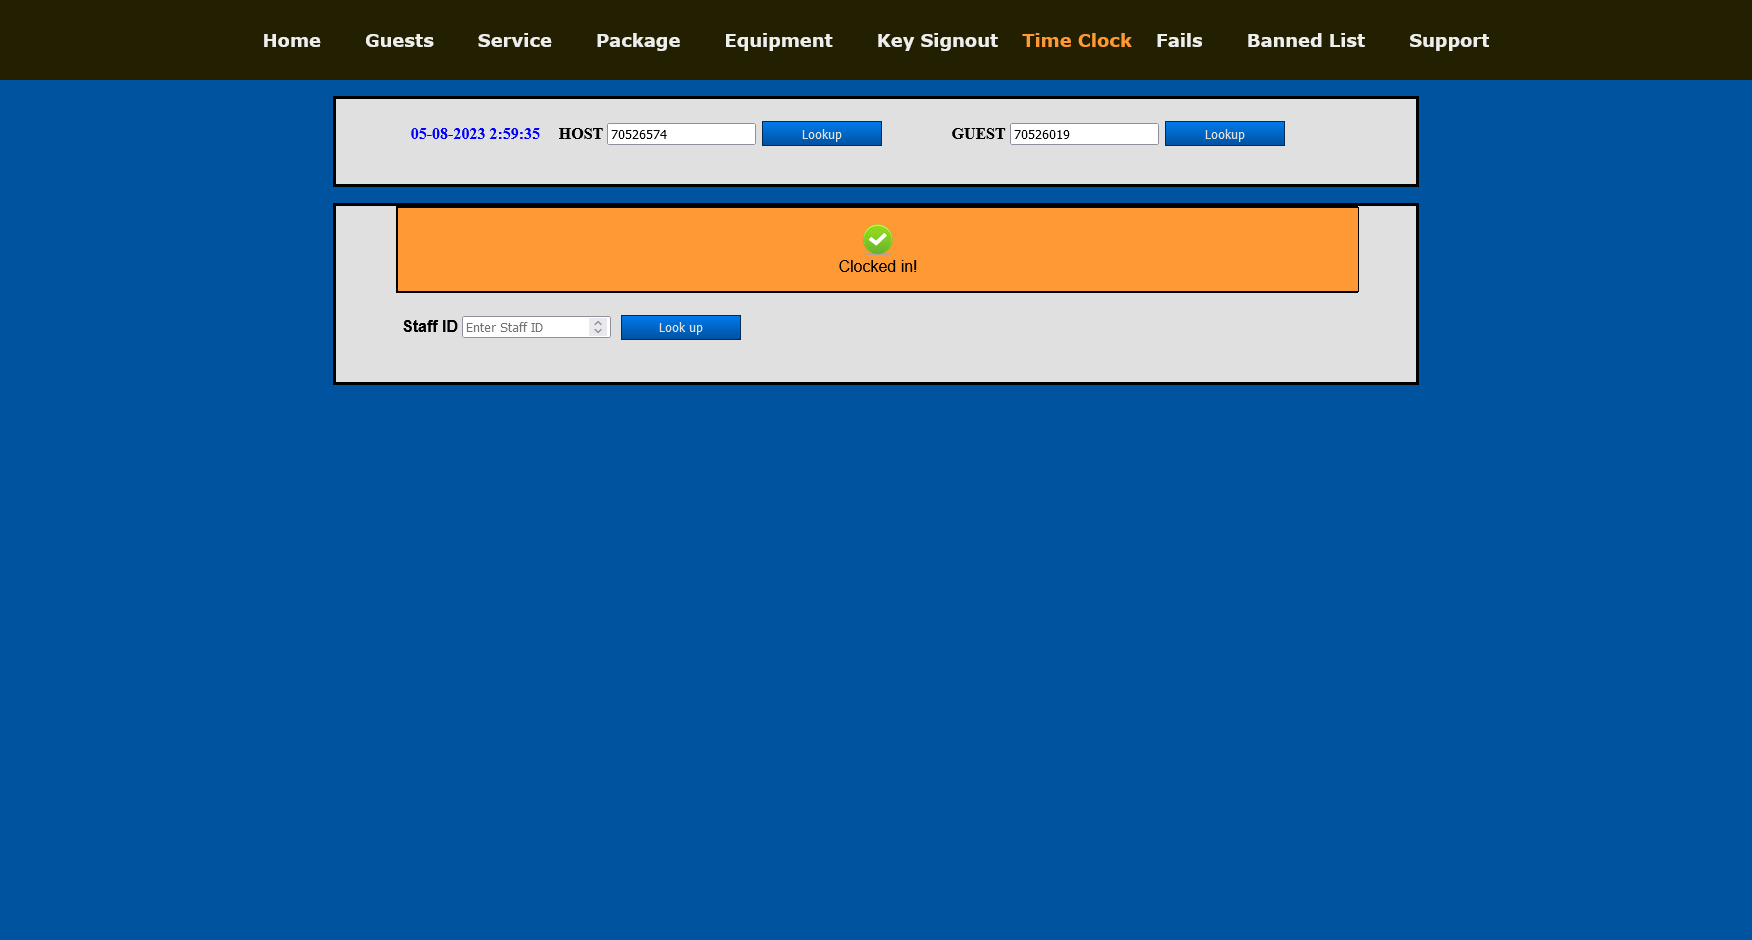 Home Guests Service Package Equipment Key Signout Time Clock Fails Banned List Support
05-08-2023 2:59:35 HOST 70526574 Lookup GUEST 70526019 Lookup
Clocked in!
Staff ID Enter Staff ID Look up